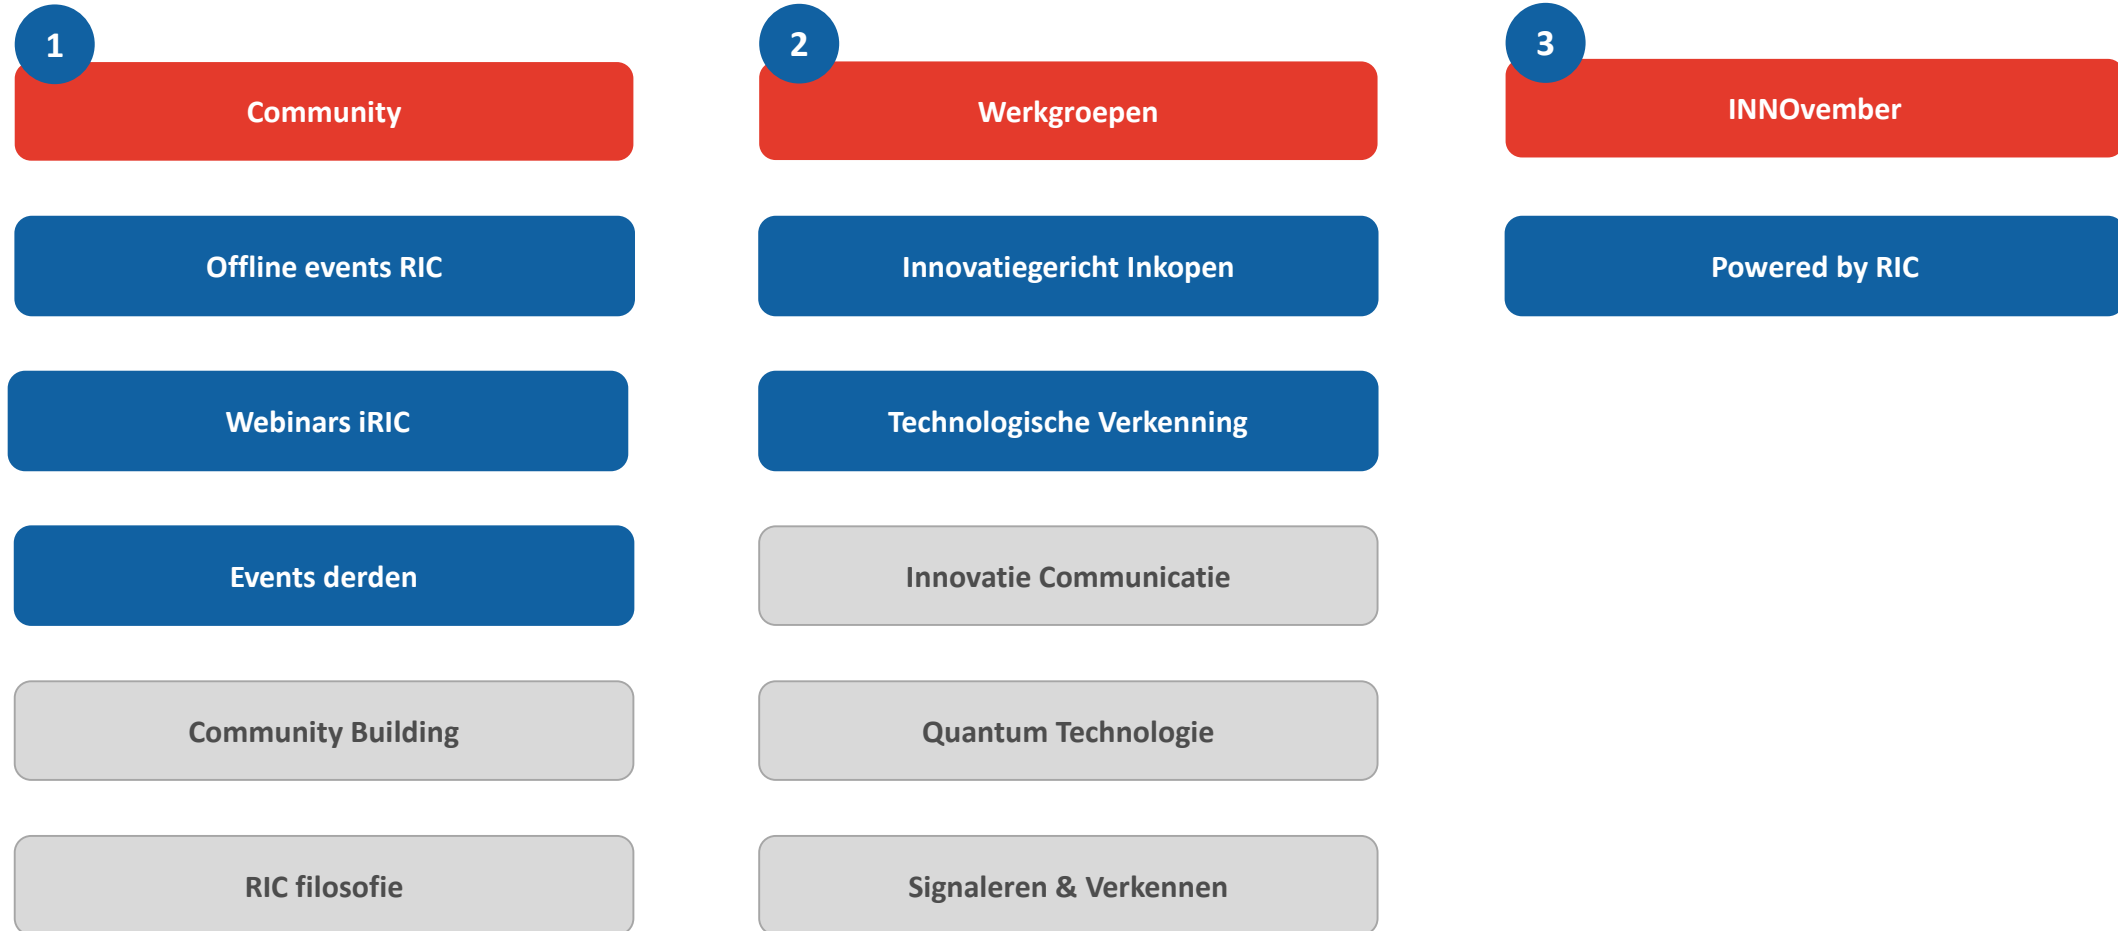 1
Community
Offline events RIC
Webinars iRIC
Events derden
Community Building
RIC filosofie
2
Werkgroepen
Innovatiegericht Inkopen
Technologische Verkenning
Innovatie Communicatie
Quantum Technologie
Signaleren & Verkennen
3
INNOvember
Powered by RIC